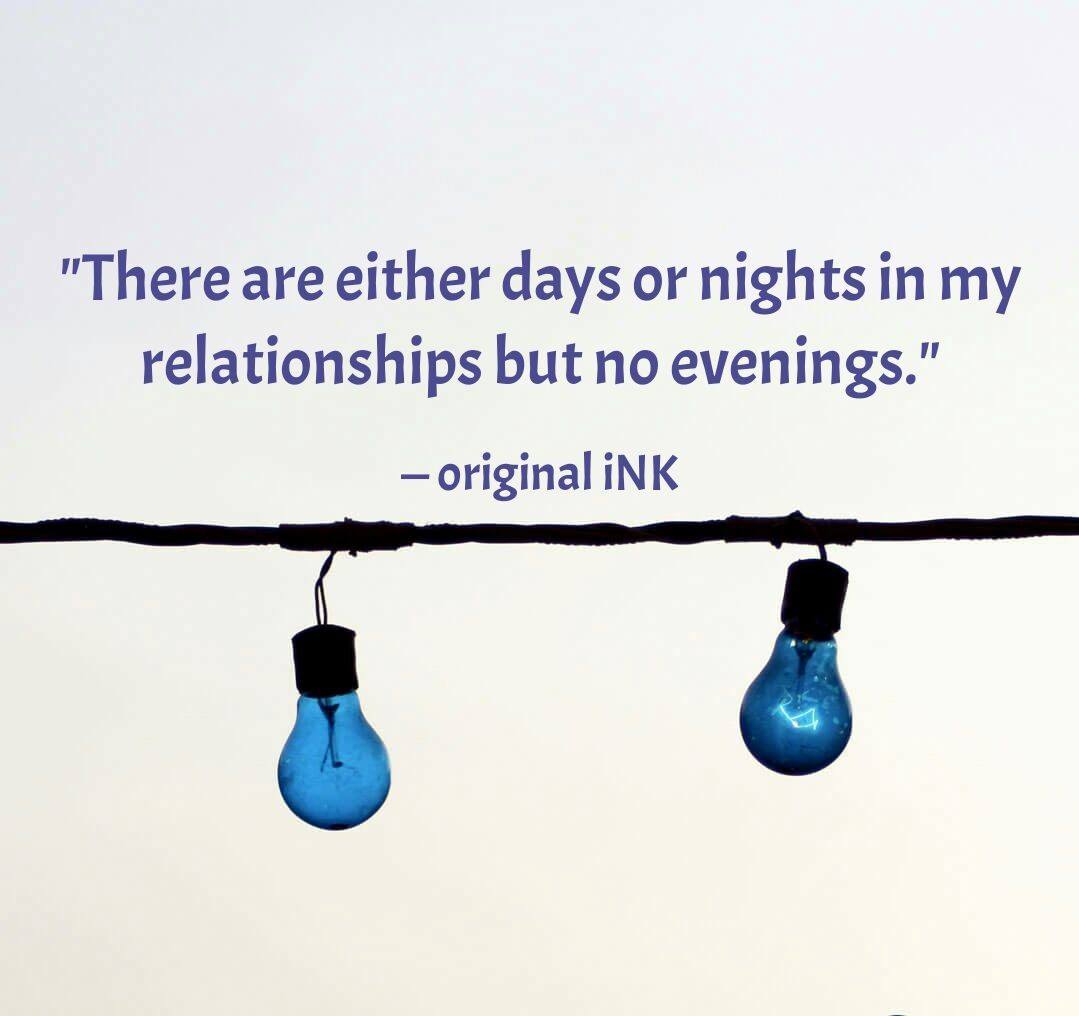 "There are either days or nights in my
relationships but no evenings."
– original iNK